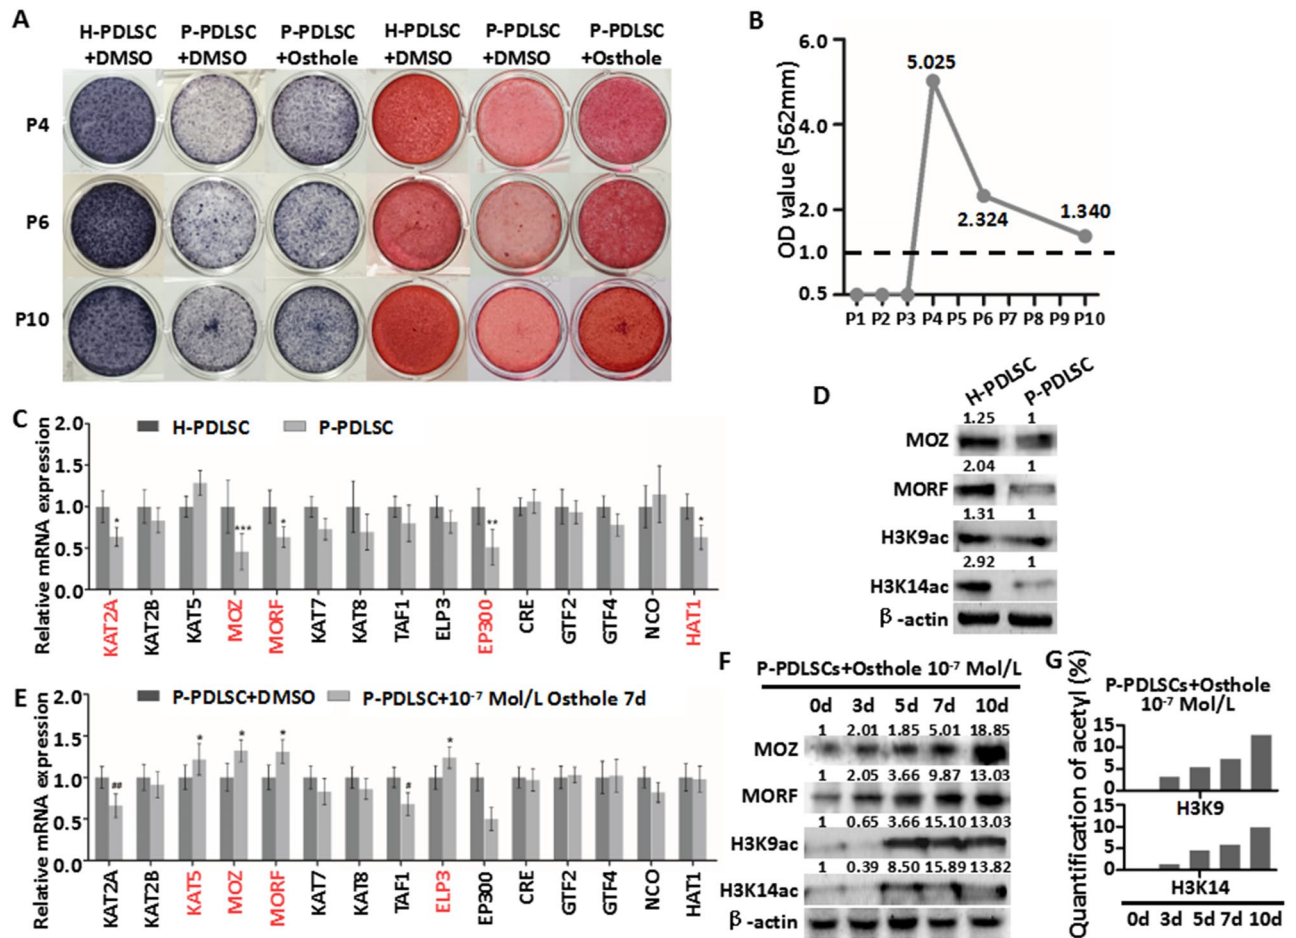 A
H-PDLSC P-PDLSC P-PDLSC H-PDLSC P-PDLSC P-PDLSC
+DMSO +DMSO +Osthole +DMSO +DMSO +Osthole
P4
P6
P10
B
OD value (562mm)
6.0
4.0
2.0
1.0
0.5
5.025
2.324
1.340
P1 P2 P3 P4 P5 P6 P7 P8 P9 P10
C
Relative mRNA expression
2.0
1.5
1.0
0.5
0.0
H-PDLSC P-PDLSC
* *** * ** *
KAT2A KAT2B KAT5 MOZ MORF KAT7 KAT8 TAF1 ELP3 EP300 CRE GTF2 GTF4 NCO HAT1
D
H-PDLSC P-PDLSC
1.25 1
MOZ
2.04 1
MORF
1.31 1
H3K9ac
2.92 1
H3K14ac
β-actin
E
Relative mRNA expression
2.0
1.5
1.0
0.5
0.0
P-PDLSC+DMSO P-PDLSC+10⁻⁷ Mol/L Osthole 7d
## * * * # *
KAT2A KAT2B KAT5 MOZ MORF KAT7 KAT8 TAF1 ELP3 EP300 CRE GTF2 GTF4 NCO HAT1
F
P-PDLSCs+Osthole 10⁻⁷ Mol/L
0d 3d 5d 7d 10d
1 2.01 1.85 5.01 18.85
MOZ
1 2.05 3.66 9.87 13.03
MORF
1 0.65 3.66 15.10 13.03
H3K9ac
1 0.39 8.50 15.89 13.82
H3K14ac
β-actin
G
P-PDLSCs+Osthole
10⁻⁷ Mol/L
Quantification of acetyl (%)
15
10
5
0
H3K9
15
10
5
0
H3K14
0d 3d 5d 7d 10d